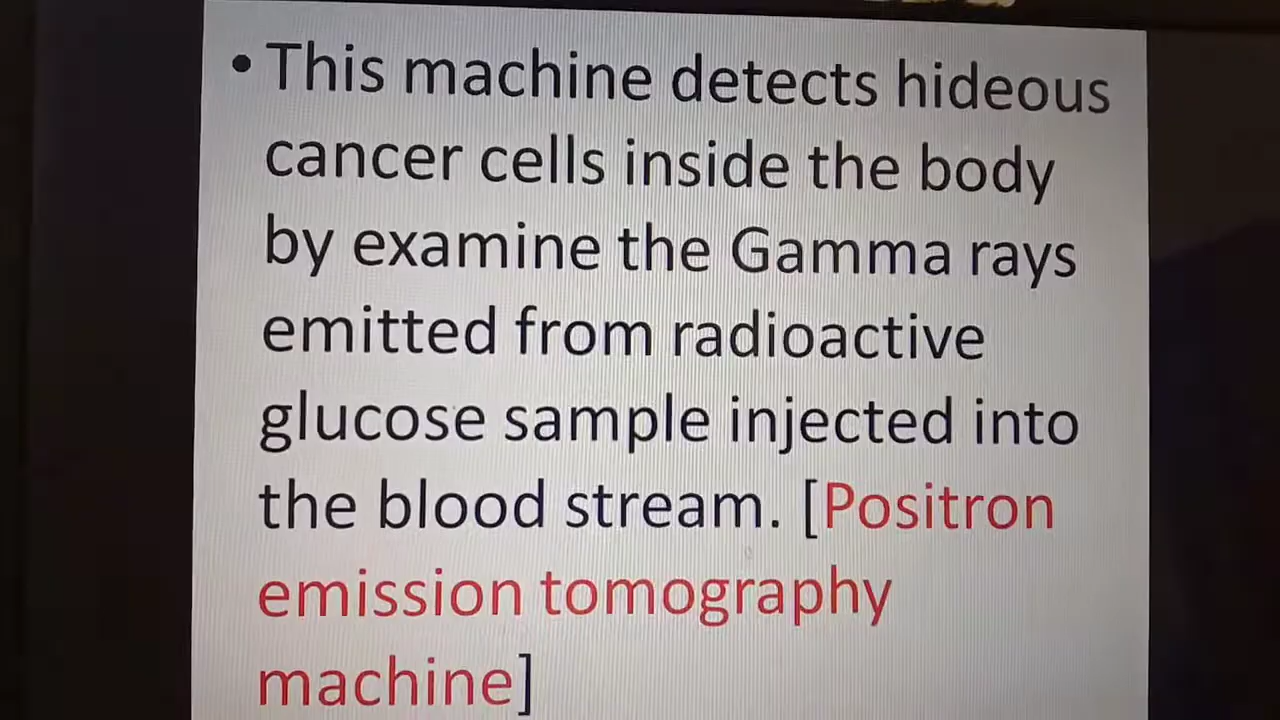 • This machine detects hideous
cancer cells inside the body
by examine the Gamma rays
emitted from radioactive
glucose sample injected into
the blood stream. [Positron
emission tomography
machine]